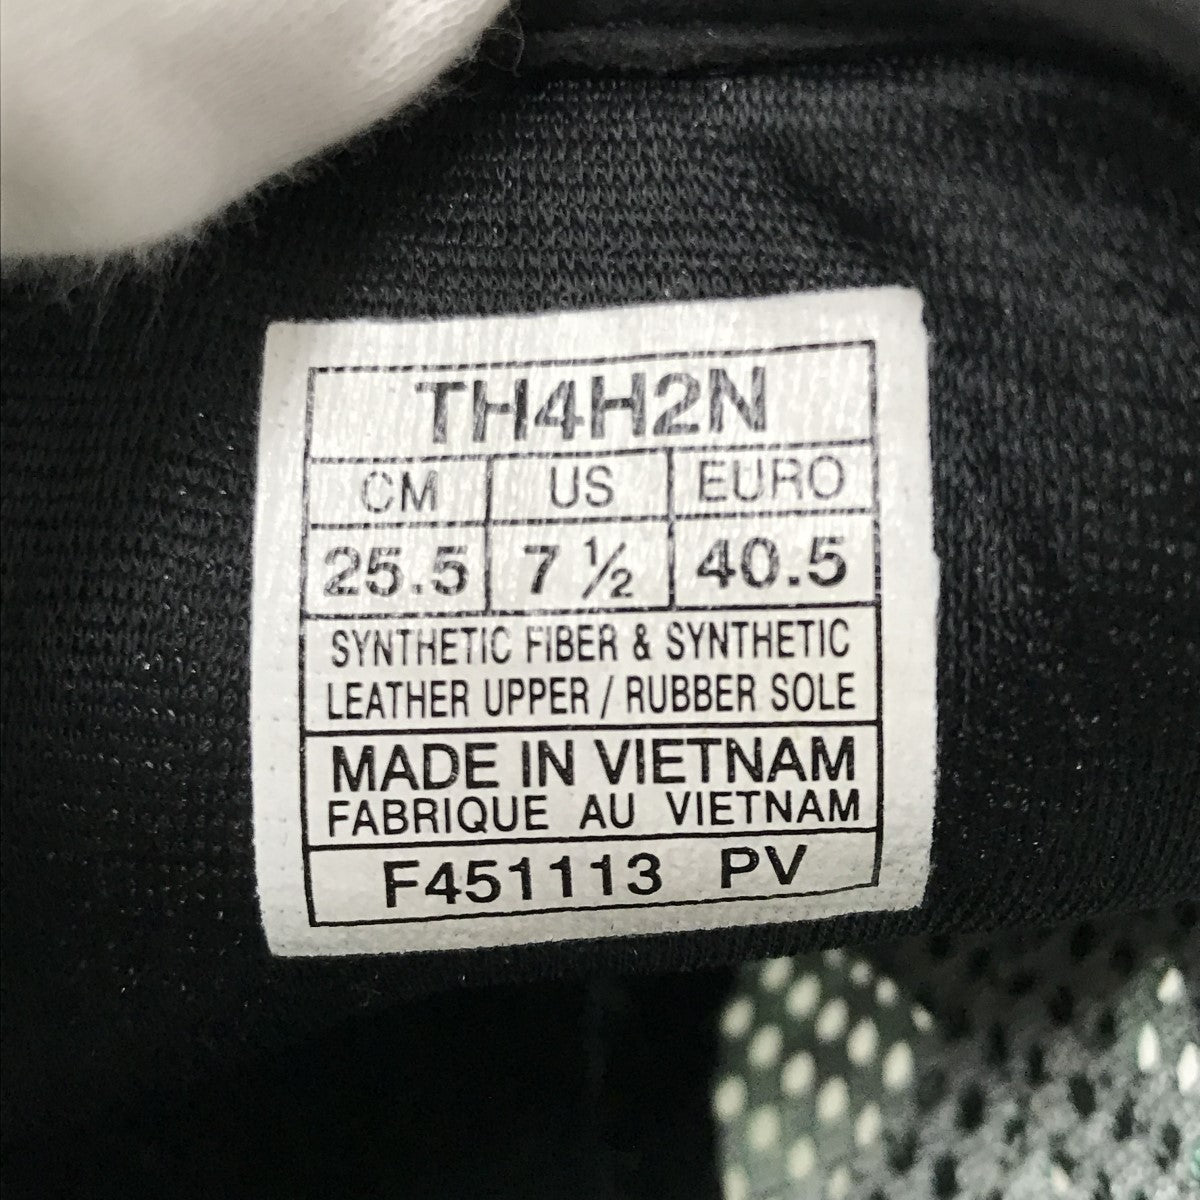 TH4H2N
CM US EURO
25.5 7 ½ 40.5
SYNTHETIC FIBER & SYNTHETIC
LEATHER UPPER / RUBBER SOLE
MADE IN VIETNAM
FABRIQUE AU VIETNAM
F451113 PV